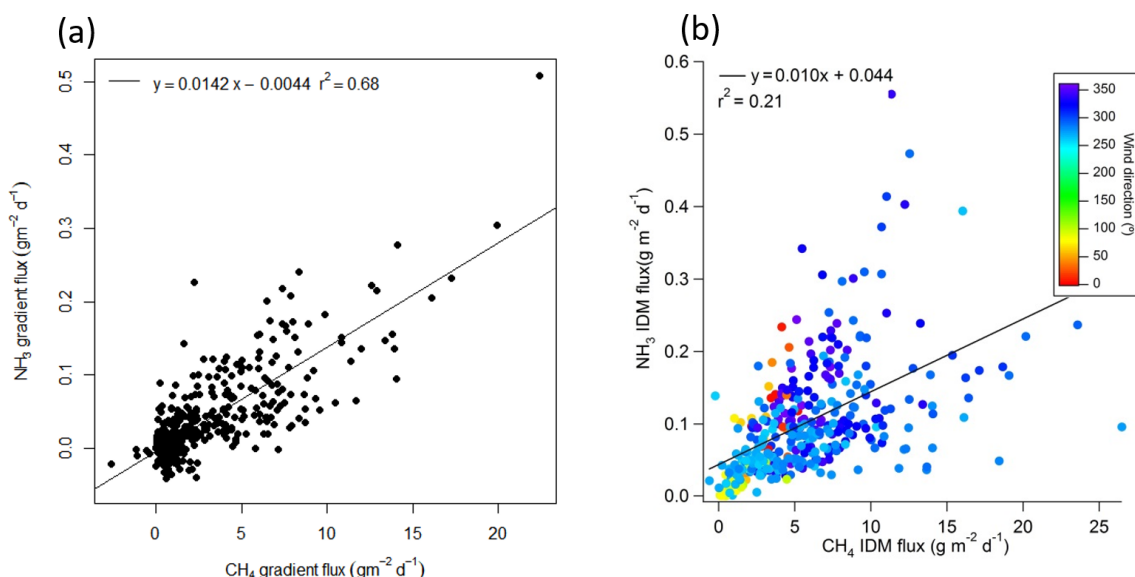 (a)
y = 0.0142 x − 0.0044 r² = 0.68
NH₃ gradient flux (gm⁻² d⁻¹)
0.5
0.4
0.3
0.2
0.1
0.0
0 5 10 15 20
CH₄ gradient flux (gm⁻² d⁻¹)
(b)
y = 0.010x + 0.044
r² = 0.21
NH₃ IDM flux(g m⁻² d⁻¹)
0.6
0.5
0.4
0.3
0.2
0.1
0.0
0 5 10 15 20 25
CH₄ IDM flux (g m⁻² d⁻¹)
350
300
250
200
150
100
50
0
Wind direction (º)